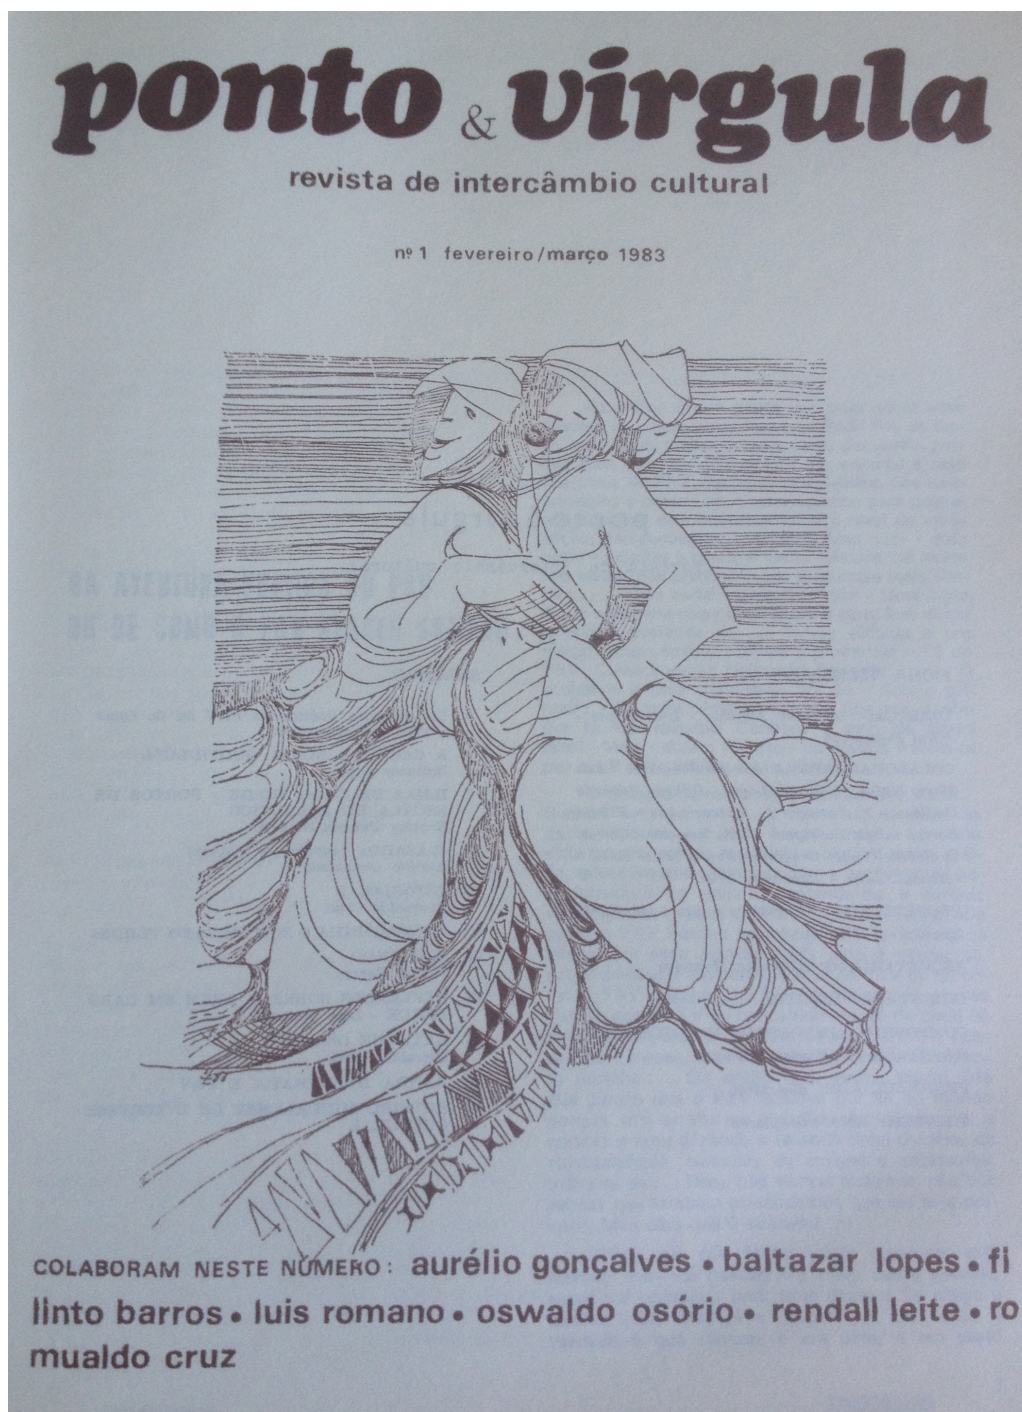 ponto & virgula
revista de intercâmbio cultural
nº 1 fevereiro/março 1983
COLABORAM NESTE NÚMERO: aurélio gonçalves • baltazar lopes • fi
linto barros • luis romano • oswaldo osório • rendall leite • ro
mualdo cruz